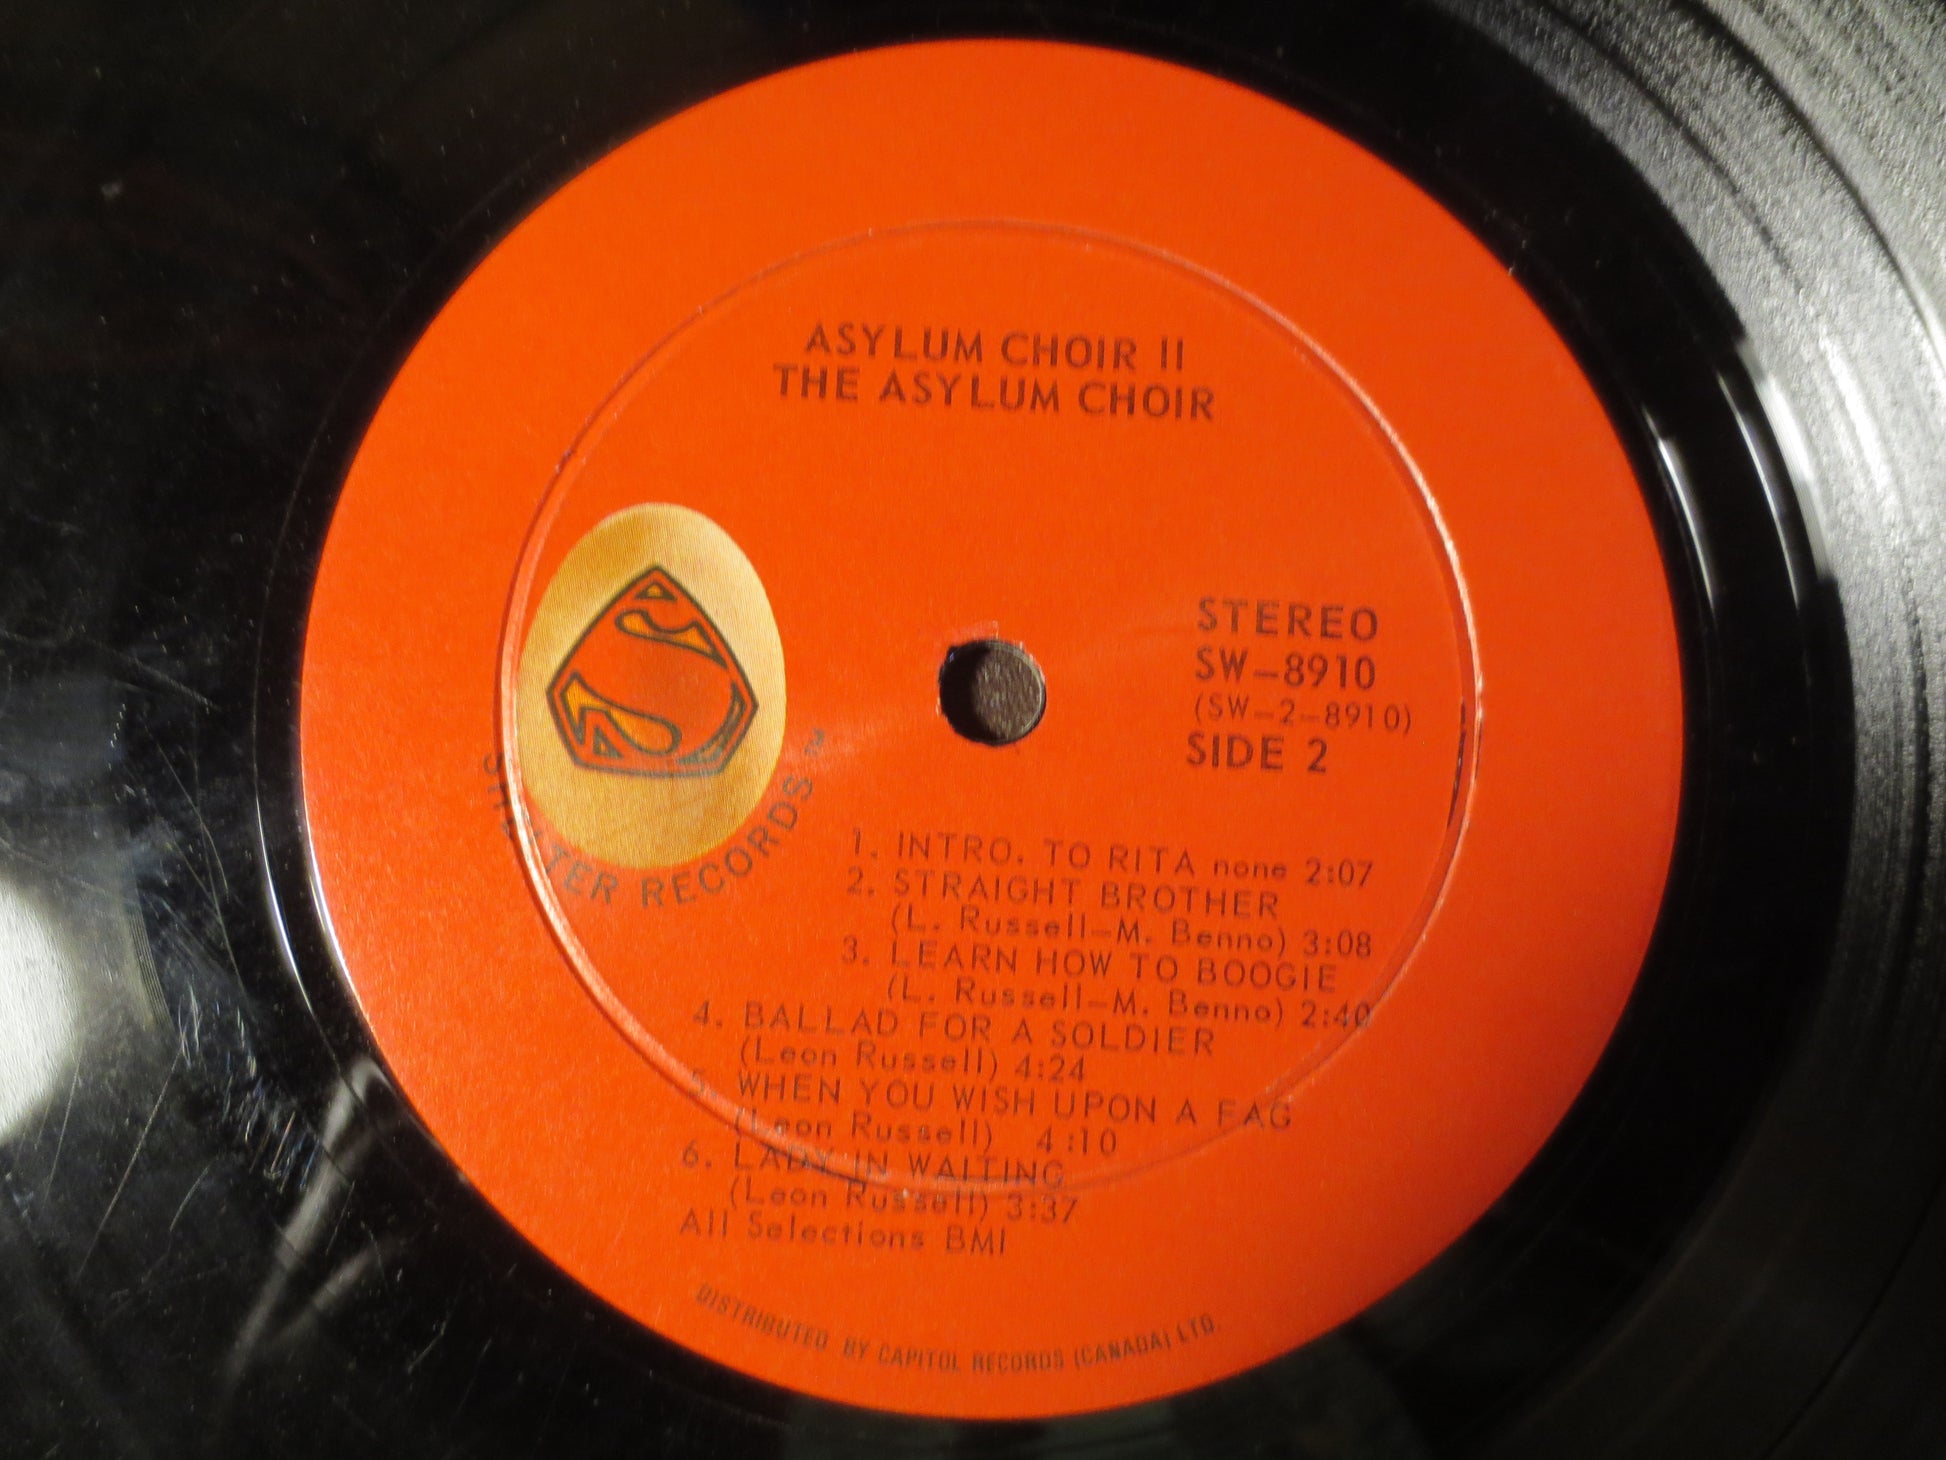 ASYLUM CHOIR II
THE ASYLUM CHOIR
STEREO
SW-8910
(SW-2-8910)
SIDE 2
TER RECORDS ™
1. INTRO. TO RITA none 2:07
2. STRAIGHT BROTHER
(L. Russell-M. Benno) 3:08
3. LEARN HOW TO BOOGIE
(L. Russell-M. Benno) 2:40
4. BALLAD FOR A SOLDIER
(Leon Russell) 4:24
5. WHEN YOU WISH UPON A FAG
(Leon Russell) 4:10
6. LADY IN WAITING
(Leon Russell) 3:37
All Selections BMI
DISTRIBUTED BY CAPITOL RECORDS (CANADA) LTD.